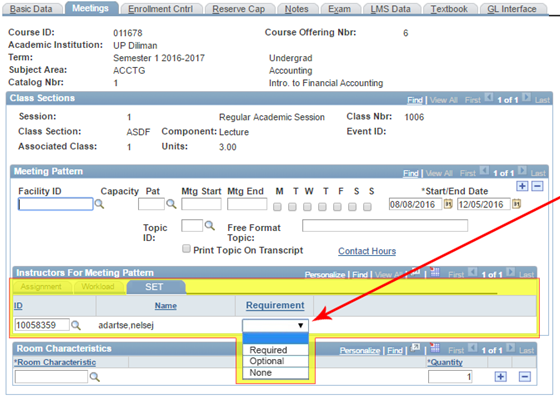 Basic Data Meetings Enrollment Cntrl Reserve Cap Notes Exam LMS Data Textbook GL Interface
Course ID: 011678 Course Offering Nbr: 6
Academic Institution: UP Diliman
Term: Semester 1 2016-2017 Undergrad
Subject Area: ACCTG Accounting
Catalog Nbr: 1 Intro. to Financial Accounting
Class Sections Find | View All First 1 of 1 Last
Session: 1 Regular Academic Session Class Nbr: 1006
Class Section: ASDF Component: Lecture Event ID:
Associated Class: 1 Units: 3.00
Meeting Pattern Find | View All First 1 of 1 Last
Facility ID Capacity Pat Mtg Start Mtg End M T W T F S S *Start/End Date
08/08/2016 12/05/2016
Topic ID: Free Format Topic:
Print Topic On Transcript Contact Hours
Instructors For Meeting Pattern Personalize | Find | View All First 1 of 1 Last
Assignment Workload SET
ID Name Requirement
10058359 adartse,nelsej
Required
Optional
None
Room Characteristics Personalize | Find | First 1 of 1 Last
*Room Characteristic *Quantity
1